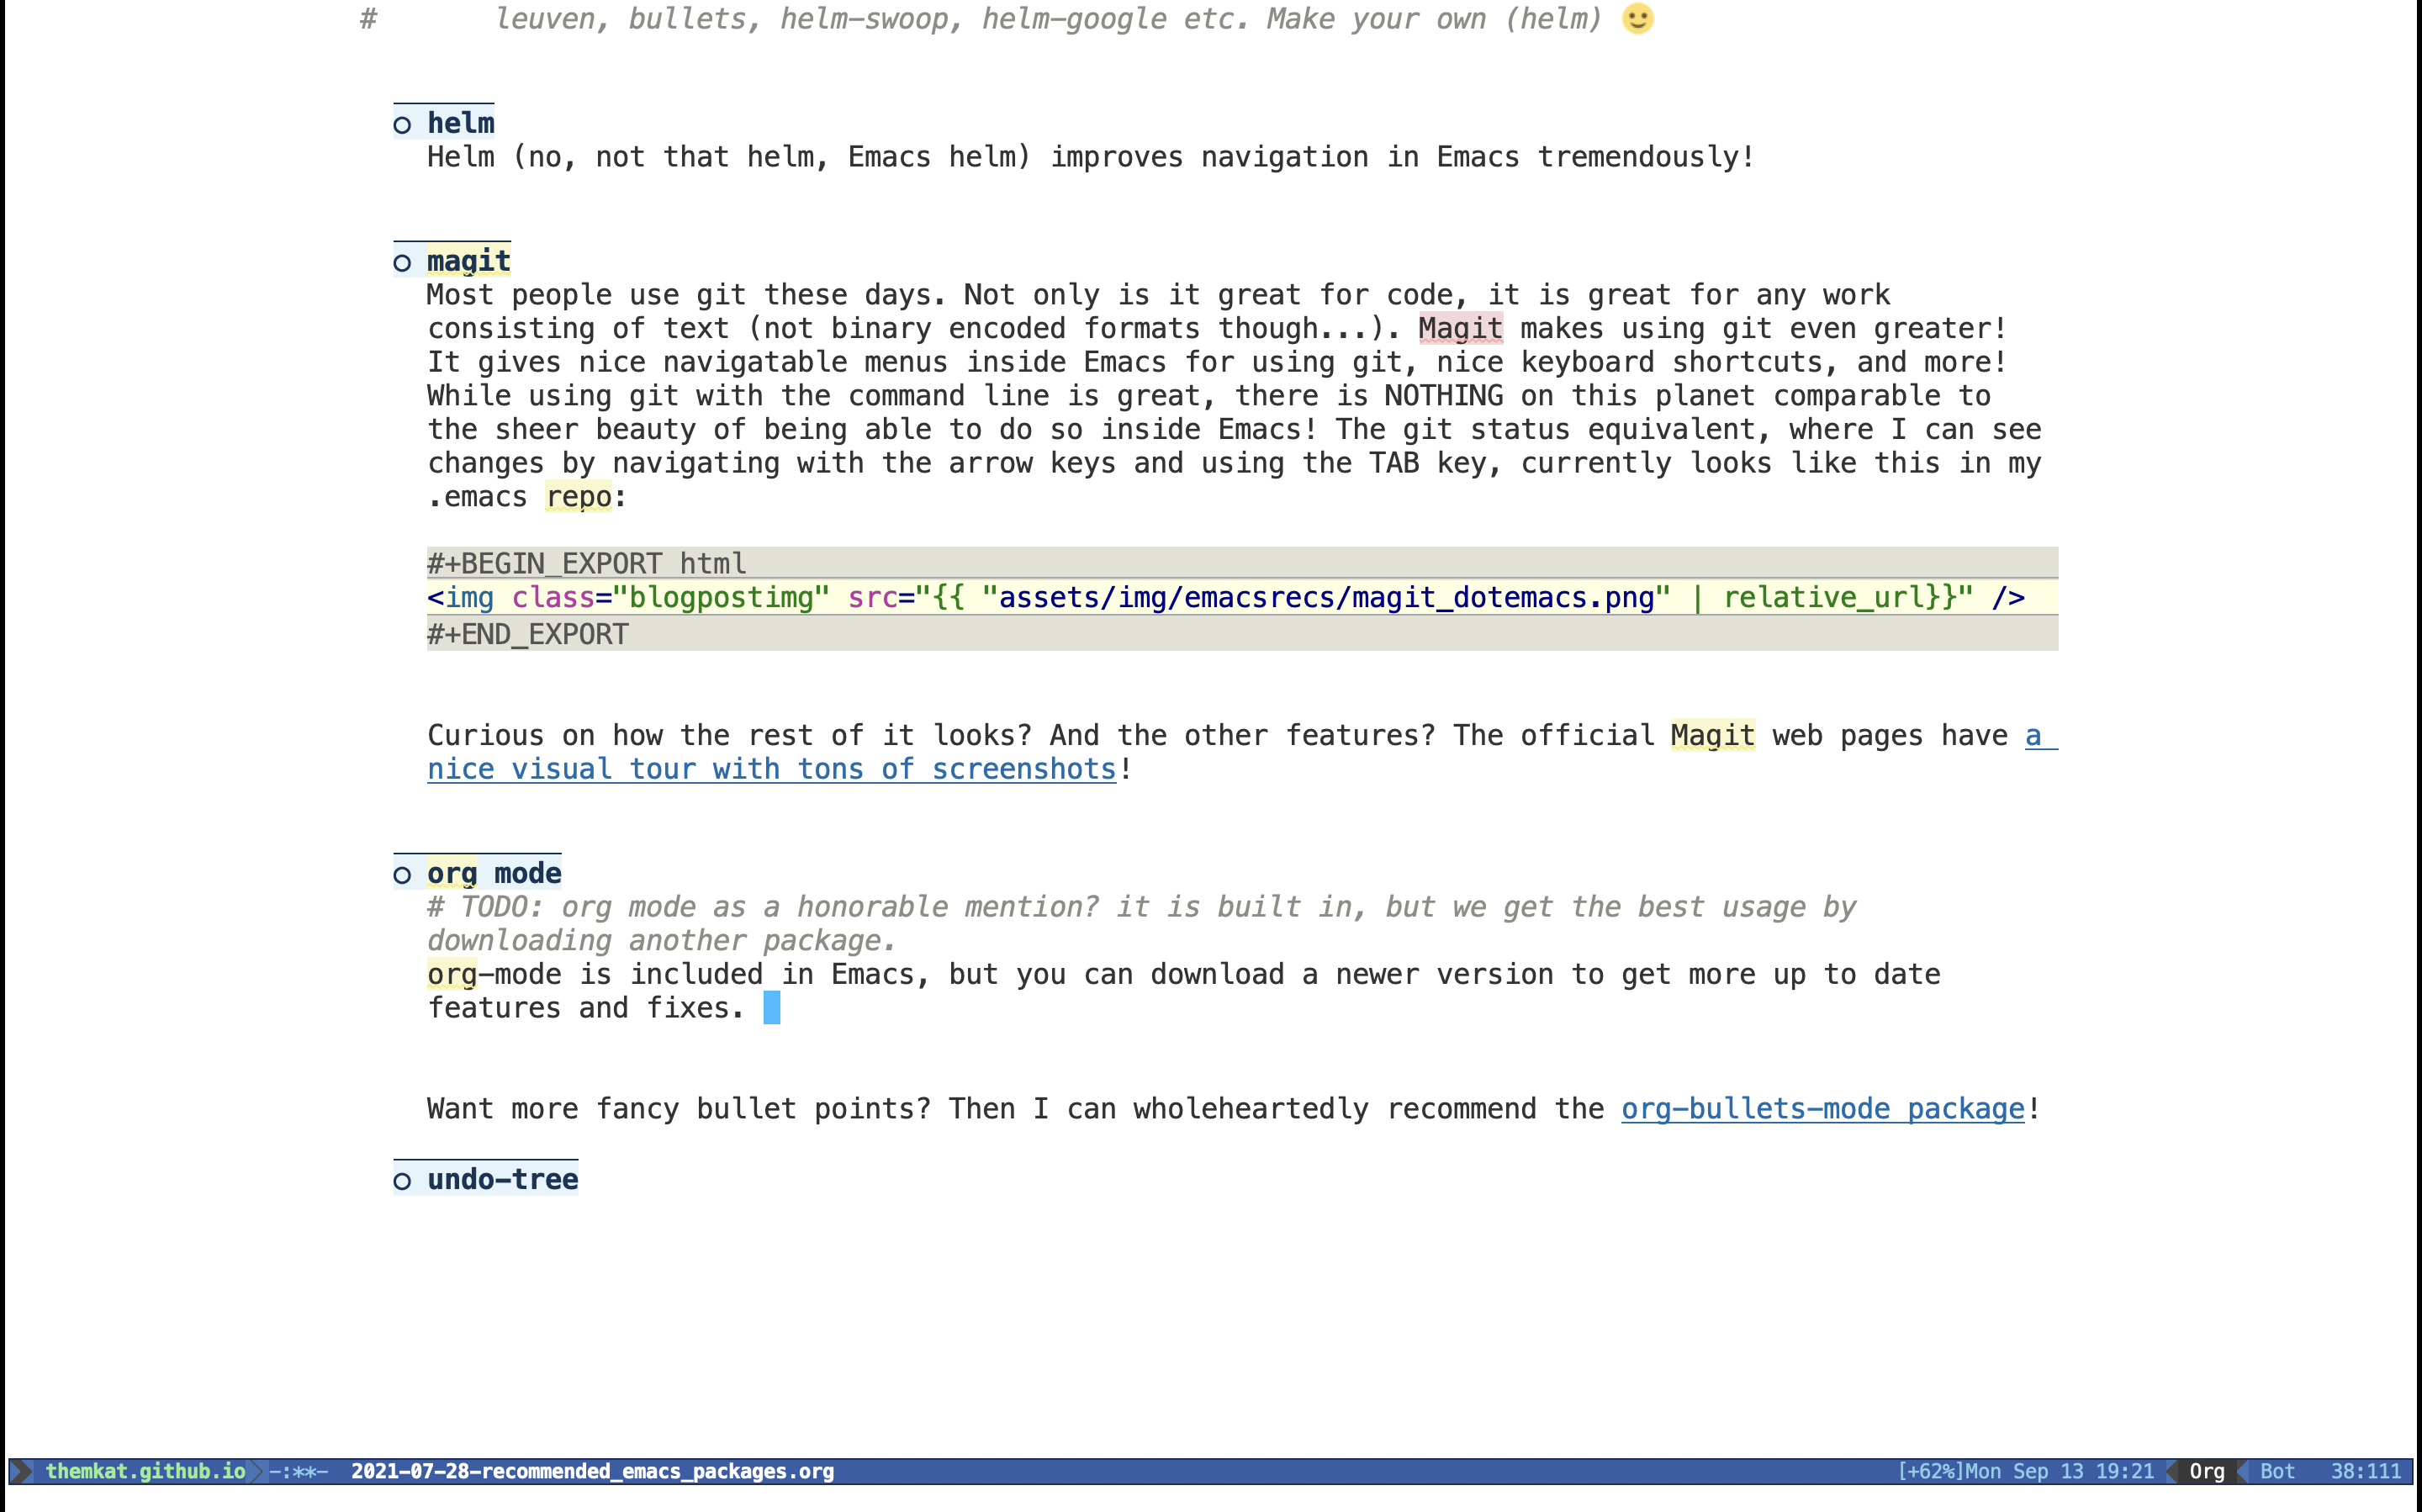 #       leuven, bullets, helm-swoop, helm-google etc. Make your own (helm) 🙂
○ helm
Helm (no, not that helm, Emacs helm) improves navigation in Emacs tremendously!
○ magit
Most people use git these days. Not only is it great for code, it is great for any work
consisting of text (not binary encoded formats though...). Magit makes using git even greater!
It gives nice navigatable menus inside Emacs for using git, nice keyboard shortcuts, and more!
While using git with the command line is great, there is NOTHING on this planet comparable to
the sheer beauty of being able to do so inside Emacs! The git status equivalent, where I can see
changes by navigating with the arrow keys and using the TAB key, currently looks like this in my
.emacs repo:
#+BEGIN_EXPORT html
<img class="blogpostimg" src="{{ "assets/img/emacsrecs/magit_dotemacs.png" | relative_url}}" />
#+END_EXPORT
Curious on how the rest of it looks? And the other features? The official Magit web pages have a
nice visual tour with tons of screenshots!
○ org mode
# TODO: org mode as a honorable mention? it is built in, but we get the best usage by
downloading another package.
org-mode is included in Emacs, but you can download a newer version to get more up to date
features and fixes.
Want more fancy bullet points? Then I can wholeheartedly recommend the org-bullets-mode package!
○ undo-tree
themkat.github.io -:**- 2021-07-28-recommended_emacs_packages.org [+62%]Mon Sep 13 19:21 Org Bot 38:111